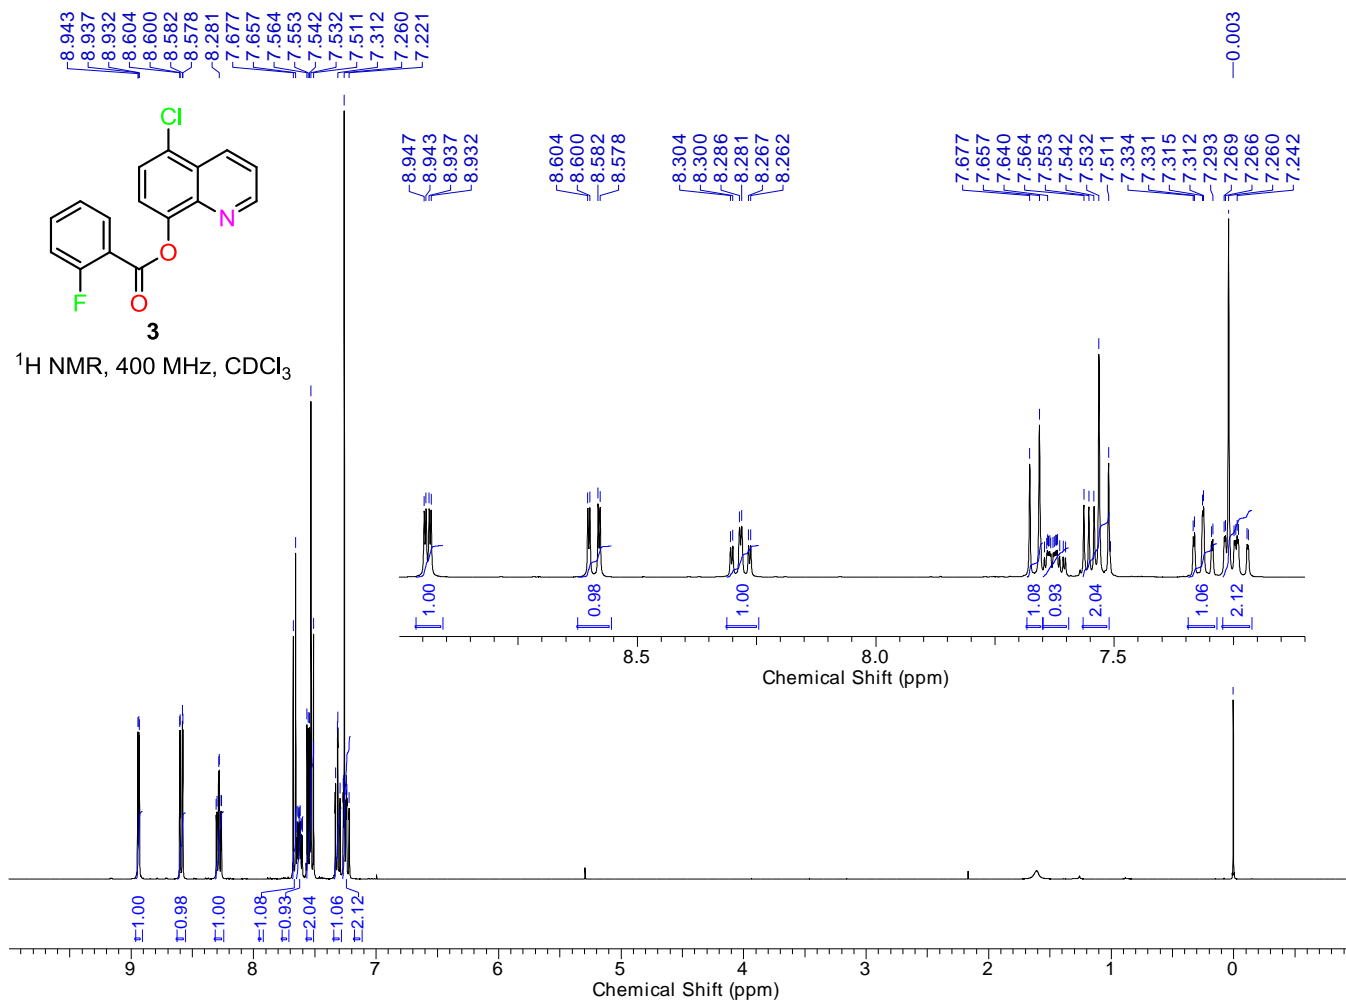 8.943 8.937 8.932 8.604 8.600 8.582 8.578 8.281 7.677 7.657 7.564 7.553 7.542 7.532 7.511 7.312 7.260 7.221 -0.003
Cl
N
O
F
O
3
¹H NMR, 400 MHz, CDCl₃
8.947 8.943 8.937 8.932 8.604 8.600 8.582 8.578 8.304 8.300 8.286 8.281 8.267 8.262 7.677 7.657 7.640 7.564 7.553 7.542 7.532 7.511 7.334 7.331 7.315 7.312 7.293 7.269 7.266 7.260 7.242
1.00 0.98 1.00 1.08 0.93 2.04 1.06 2.12
8.5 8.0 7.5
Chemical Shift (ppm)
1.00 0.98 1.00 1.08 0.93 2.04 1.06 2.12
9 8 7 6 5 4 3 2 1 0
Chemical Shift (ppm)